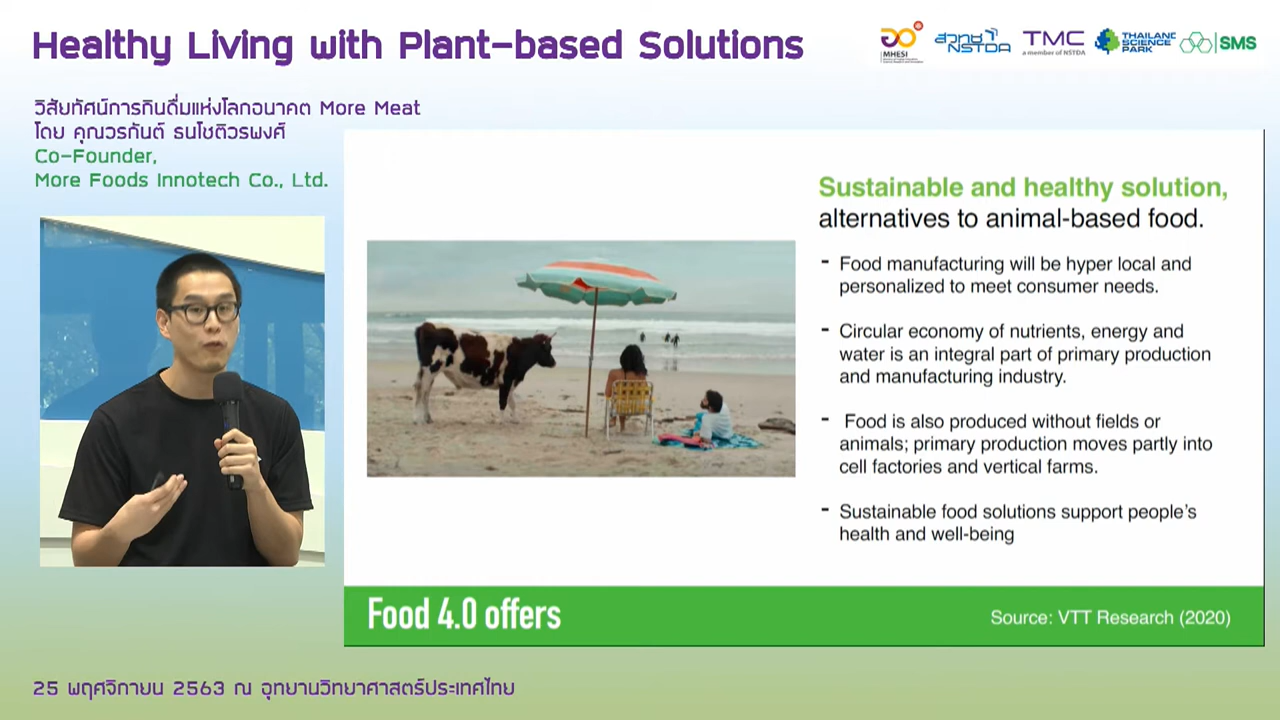 Healthy Living with Plant-based Solutions
MHESI
สวทช
NSTDA
TMC
a member of NSTDA
THAILAND
SCIENCE
PARK
SMS
วิสัยทัศน์การกินดื่มแห่งโลกอนาคต More Meat
โดย คุณวรกันต์ ธนโชติวรพงศ์
Co-Founder,
More Foods Innotech Co., Ltd.
Sustainable and healthy solution,
alternatives to animal-based food.
- Food manufacturing will be hyper local and
personalized to meet consumer needs.
- Circular economy of nutrients, energy and
water is an integral part of primary production
and manufacturing industry.
- Food is also produced without fields or
animals; primary production moves partly into
cell factories and vertical farms.
- Sustainable food solutions support people's
health and well-being
Food 4.0 offers
Source: VTT Research (2020)
25 พฤศจิกายน 2563 ณ อุทยานวิทยาศาสตร์ประเทศไทย